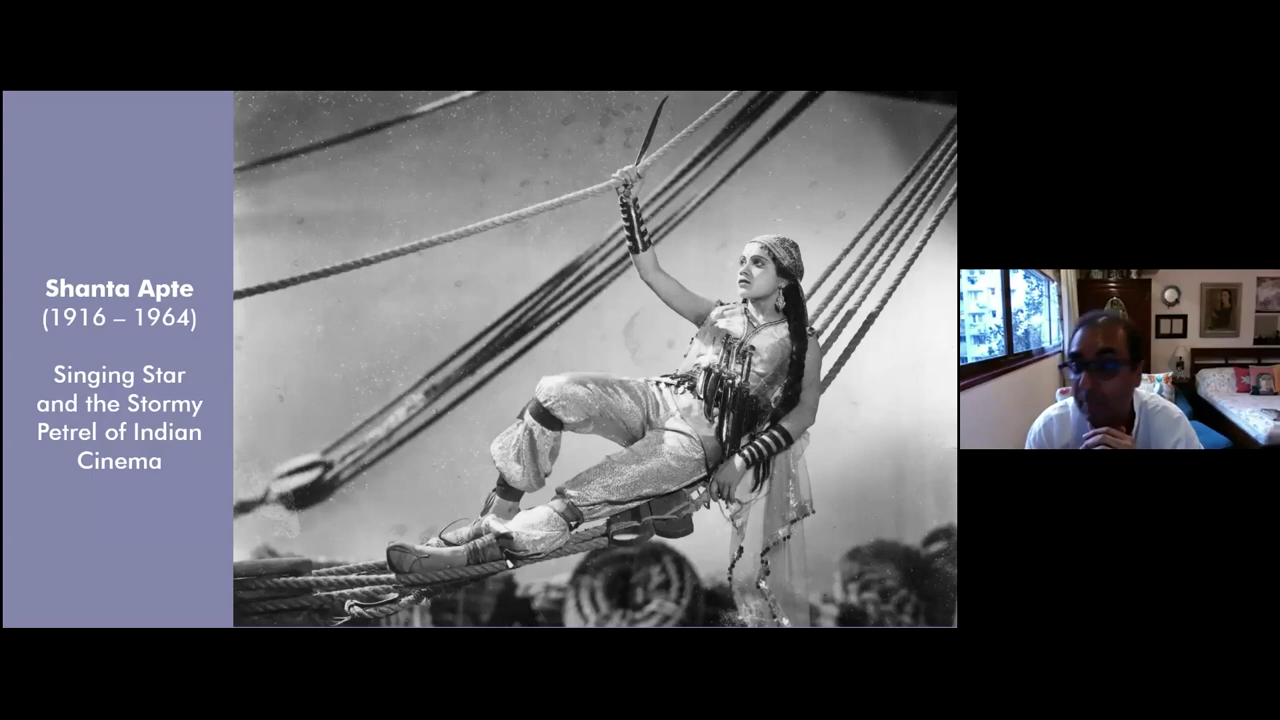 Shanta Apte
(1916 – 1964)
Singing Star
and the Stormy
Petrel of Indian
Cinema